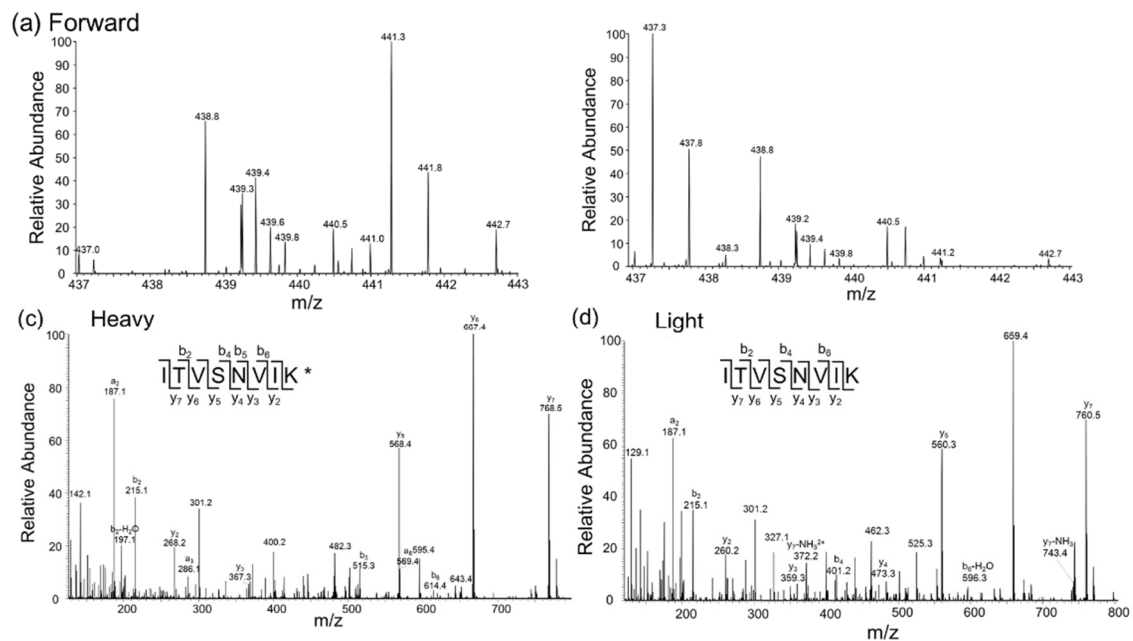 (a) Forward
Relative Abundance
100
90
80
70
60
50
40
30
20
10
0
437.0
438.8
439.3
439.4
439.6
439.8
440.5
441.0
441.3
441.8
442.7
437
438
439
440
441
442
443
m/z
Relative Abundance
100
90
80
70
60
50
40
30
20
10
0
437.3
437.8
438.3
438.8
439.2
439.4
439.8
440.5
441.2
442.7
437
438
439
440
441
442
443
m/z
(c) Heavy
Relative Abundance
100
80
60
40
20
0
b2 b4 b5 b6
ITVSNVIK *
y7 y6 y5 y4 y3 y2
142.1
a2
187.1
b2-H2O
197.1
b2
215.1
y2
268.2
a3
286.1
301.2
y3
367.3
400.2
482.3
b5
515.3
y5
568.4
a6
569.4
595.4
b6
614.4
643.4
y6
667.4
y7
768.5
200
300
400
500
600
700
m/z
(d) Light
Relative Abundance
100
80
60
40
20
0
b2 b4 b6
ITVSNVIK
y7 y6 y5 y4 y3 y2
129.1
a2
187.1
b2
215.1
y2
260.2
301.2
327.1
y3
359.3
y7-NH3 2+
372.2
b4
401.2
462.3
y4
473.3
525.3
y5
560.3
b6-H2O
596.3
659.4
y7-NH3
743.4
y7
760.5
200
300
400
500
600
700
800
m/z